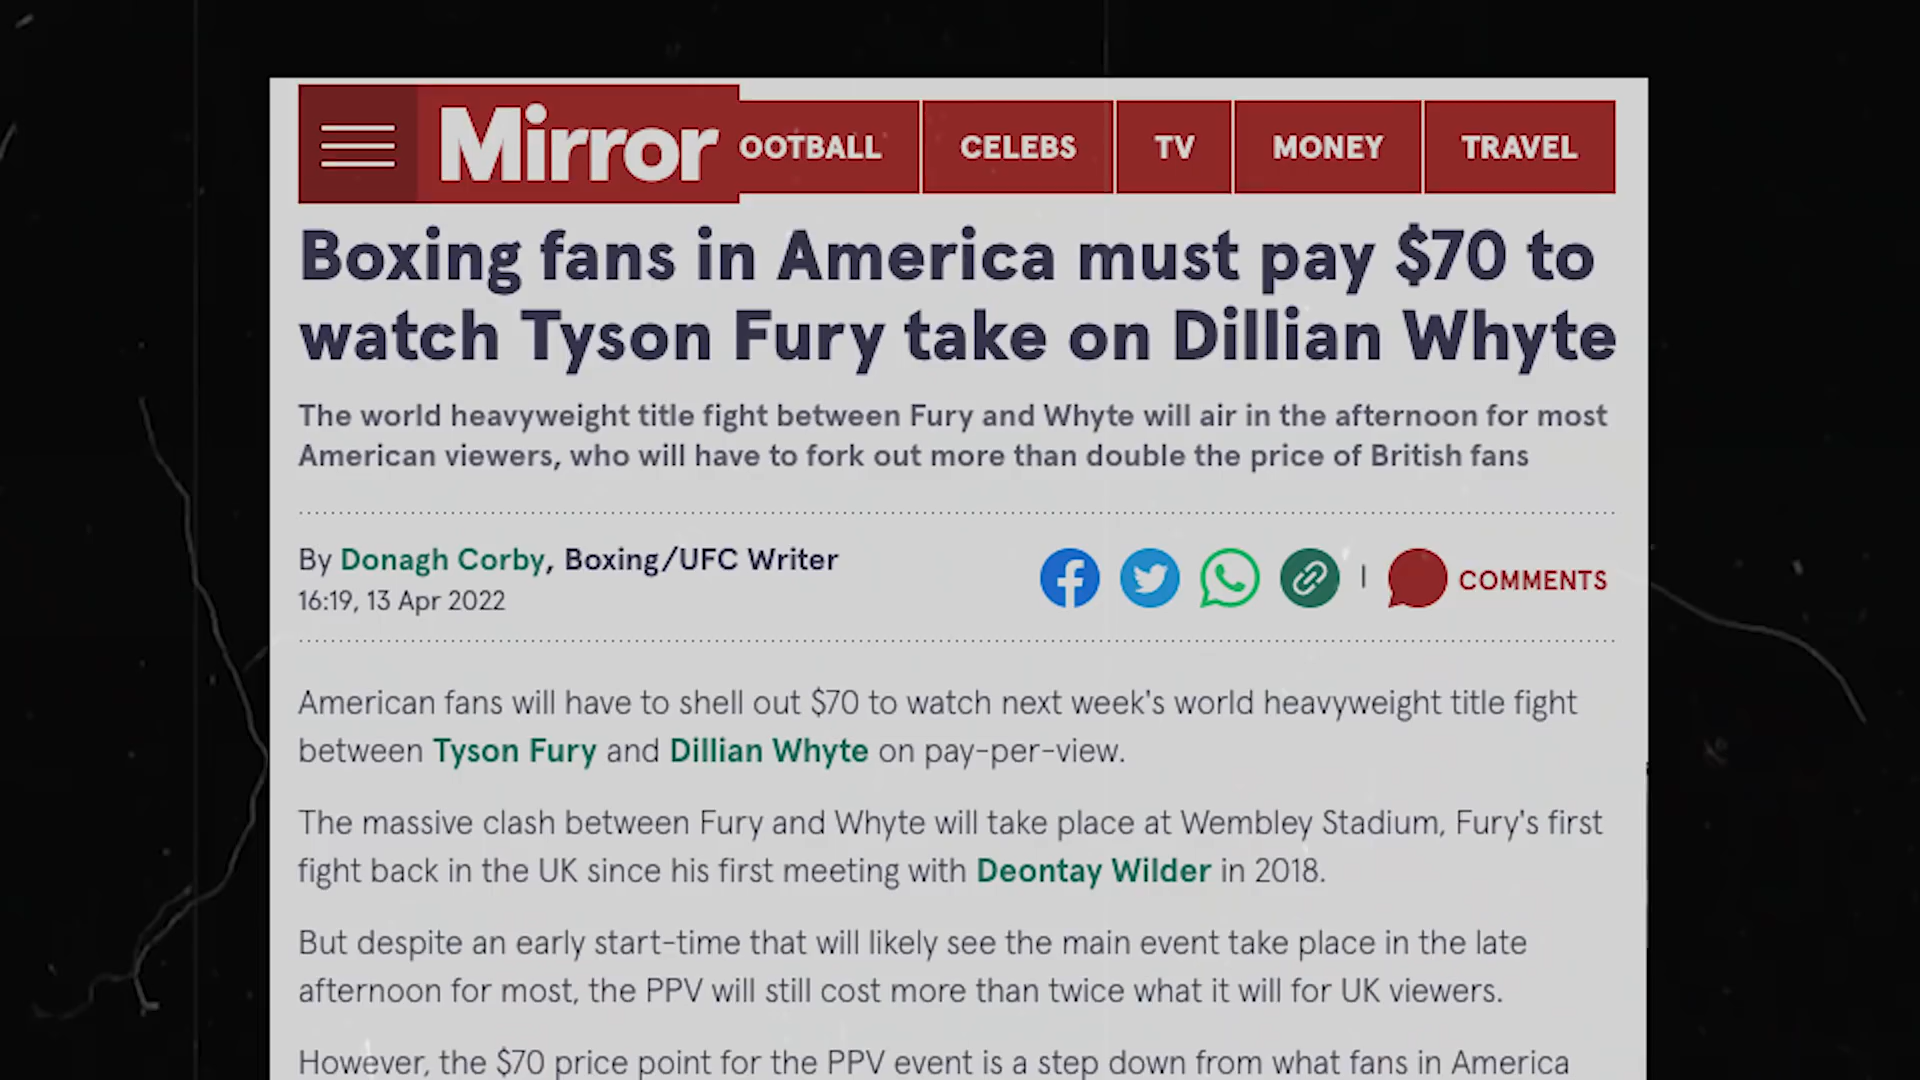 Mirror OOTBALL CELEBS TV MONEY TRAVEL
Boxing fans in America must pay $70 to
watch Tyson Fury take on Dillian Whyte
The world heavyweight title fight between Fury and Whyte will air in the afternoon for most
American viewers, who will have to fork out more than double the price of British fans
By Donagh Corby, Boxing/UFC Writer
16:19, 13 Apr 2022
COMMENTS
American fans will have to shell out $70 to watch next week's world heavyweight title fight
between Tyson Fury and Dillian Whyte on pay-per-view.
The massive clash between Fury and Whyte will take place at Wembley Stadium, Fury's first
fight back in the UK since his first meeting with Deontay Wilder in 2018.
But despite an early start-time that will likely see the main event take place in the late
afternoon for most, the PPV will still cost more than twice what it will for UK viewers.
However, the $70 price point for the PPV event is a step down from what fans in America